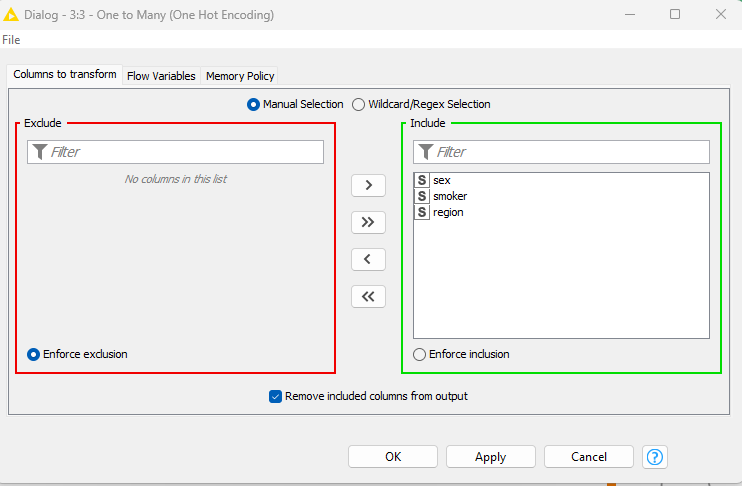 Dialog - 3:3 - One to Many (One Hot Encoding)
File
Columns to transform Flow Variables Memory Policy
Manual Selection Wildcard/Regex Selection
Exclude
Filter
No columns in this list
Enforce exclusion
>
>>
<
<<
Include
Filter
S sex
S smoker
S region
Enforce inclusion
Remove included columns from output
OK Apply Cancel ?